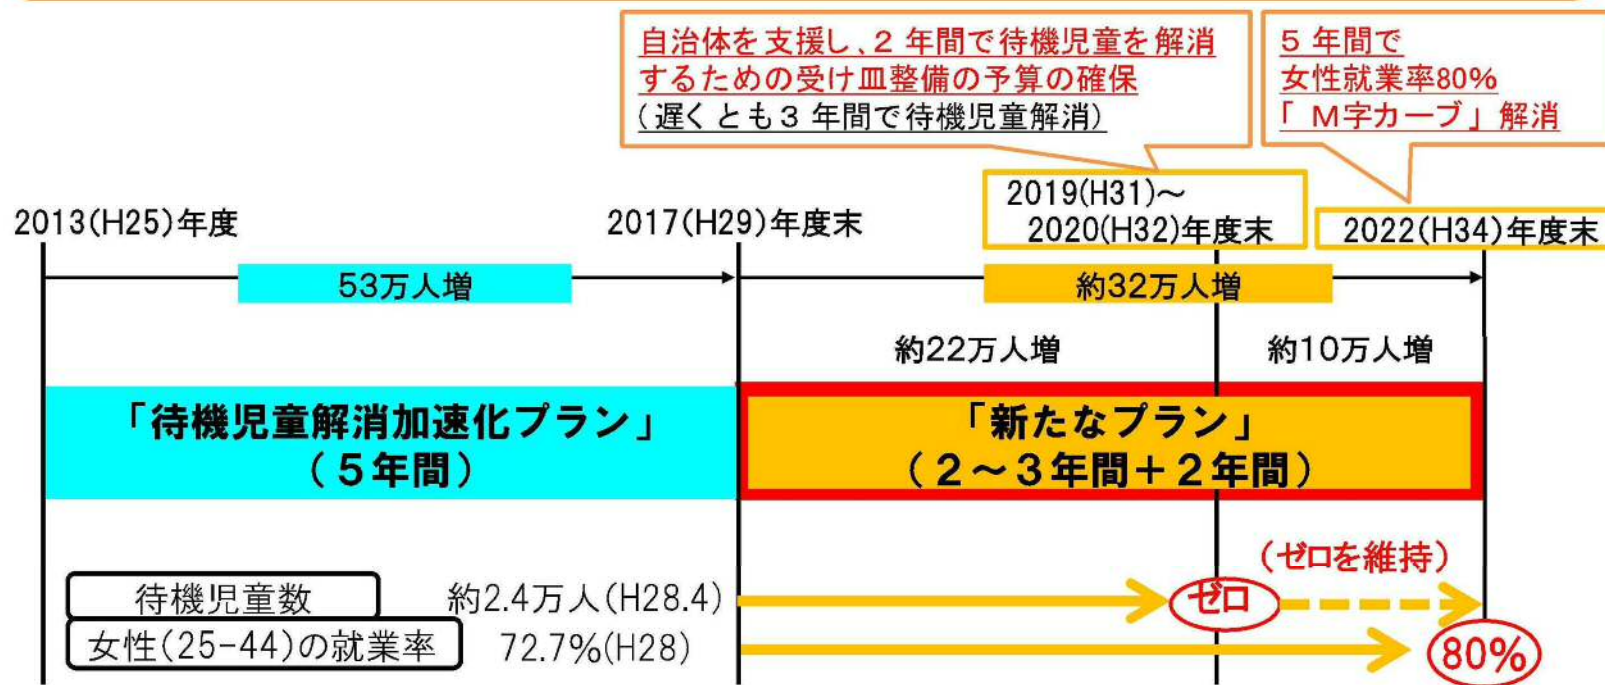 自治体を支援し、2年間で待機児童を解消
するための受け皿整備の予算の確保
(遅くとも3年間で待機児童解消)
5年間で
女性就業率80%
「M字カーブ」解消
2013(H25)年度
2017(H29)年度末
2019(H31)～
2020(H32)年度末
2022(H34)年度末
53万人増
約32万人増
約22万人増
約10万人増
「待機児童解消加速化プラン」
(5年間)
「新たなプラン」
(2～3年間＋2年間)
(ゼロを維持)
待機児童数
約2.4万人(H28.4)
ゼロ
女性(25-44)の就業率
72.7%(H28)
80%